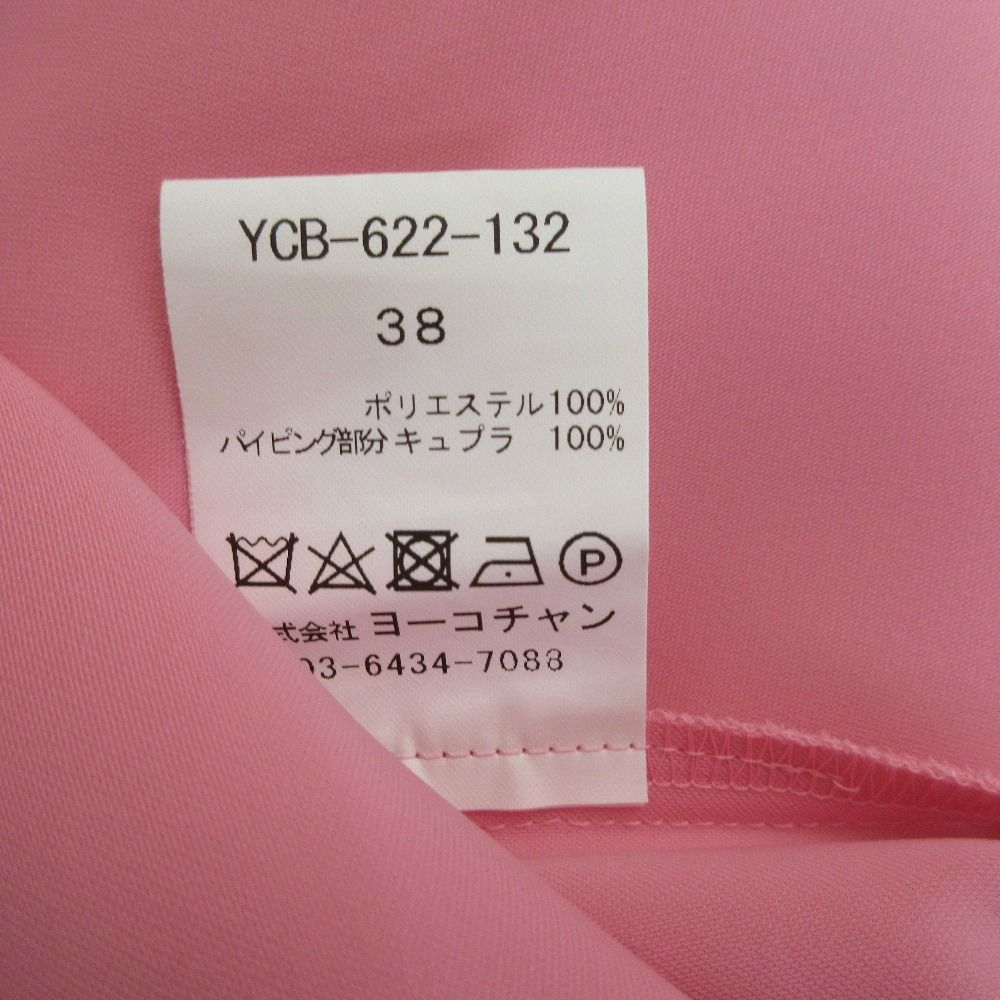 YCB-622-132
38
ポリエステル100%
パイピング部分 キュプラ 100%
P
式会社 ヨーコチャン
03-6434-7088